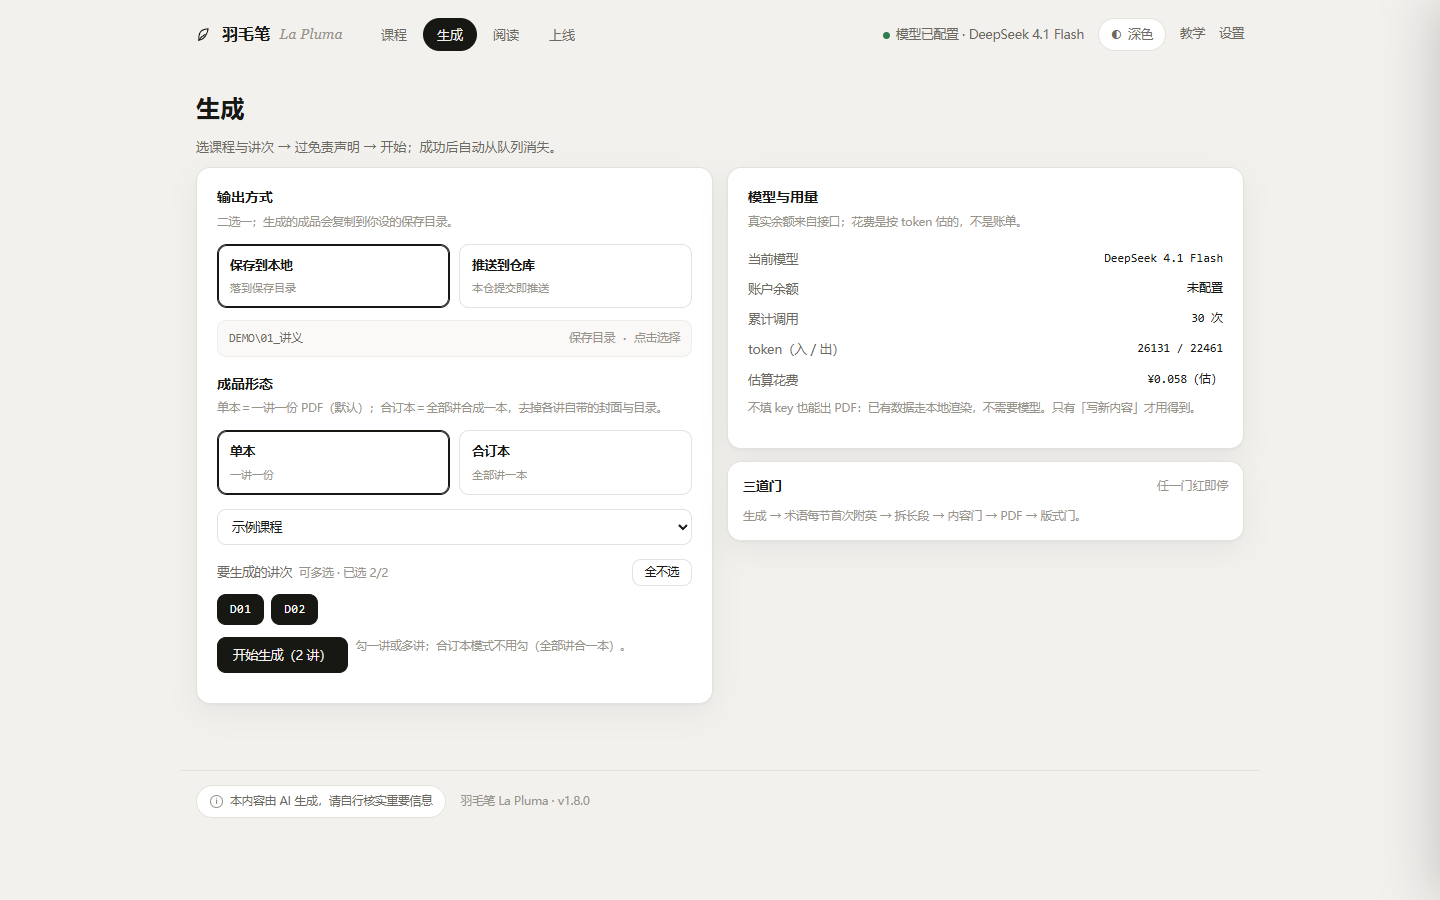 羽毛笔 La Pluma 课程 生成 阅读 上线 模型已配置 · DeepSeek 4.1 Flash 深色 教学 设置
生成
选课程与讲次 → 过免责声明 → 开始；成功后自动从队列消失。
输出方式
二选一；生成的成品会复制到你设的保存目录。
保存到本地
落到保存目录
推送到仓库
本仓提交即推送
DEMO\01_讲义 保存目录 · 点击选择
成品形态
单本＝一讲一份 PDF（默认）；合订本＝全部讲合成一本，去掉各讲自带的封面与目录。
单本
一讲一份
合订本
全部讲一本
示例课程
要生成的讲次 可多选 · 已选 2/2 全不选
D01 D02
开始生成（2 讲） 勾一讲或多讲；合订本模式不用勾（全部讲合一本）。
模型与用量
真实余额来自接口；花费是按 token 估的，不是账单。
当前模型 DeepSeek 4.1 Flash
账户余额 未配置
累计调用 30 次
token（入 / 出） 26131 / 22461
估算花费 ¥0.058（估）
不填 key 也能出 PDF：已有数据走本地渲染，不需要模型。只有「写新内容」才用得到。
三道门 任一门红即停
生成 → 术语每节首次附英 → 拆长段 → 内容门 → PDF → 版式门。
本内容由 AI 生成，请自行核实重要信息 羽毛笔 La Pluma · v1.8.0